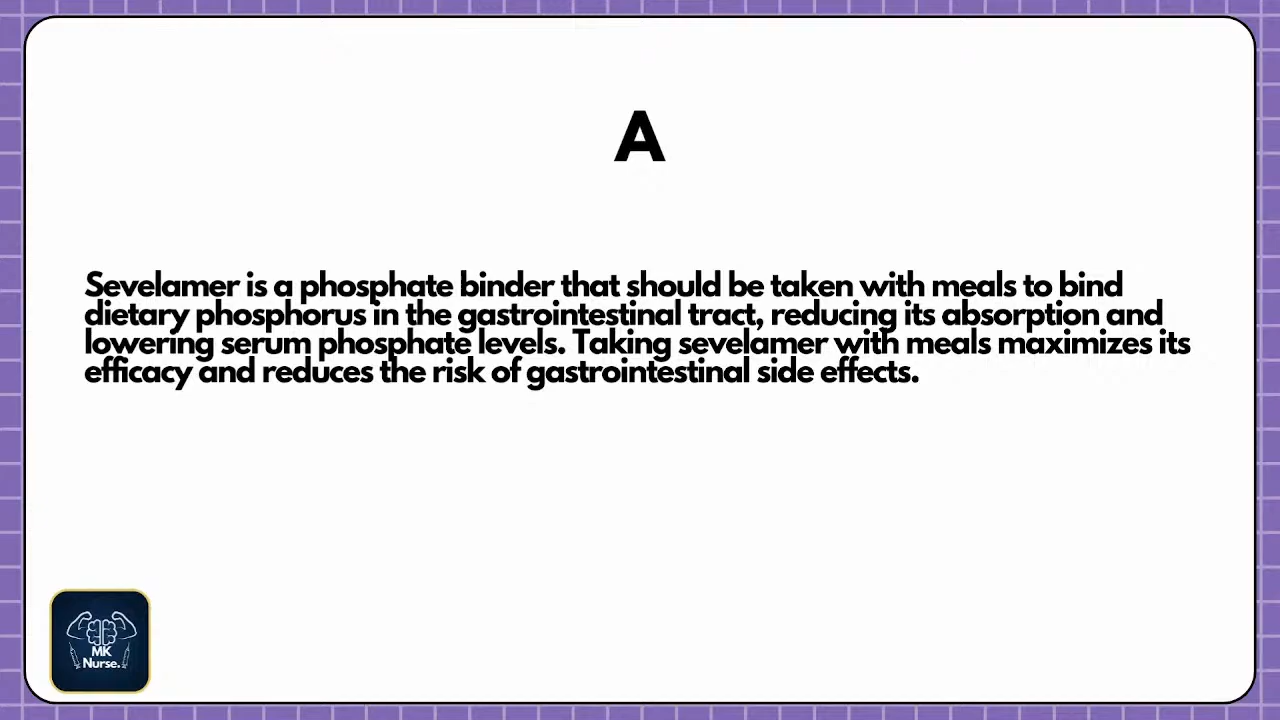 A
Sevelamer is a phosphate binder that should be taken with meals to bind
dietary phosphorus in the gastrointestinal tract, reducing its absorption and
lowering serum phosphate levels. Taking sevelamer with meals maximizes its
efficacy and reduces the risk of gastrointestinal side effects.
MK
Nurse.